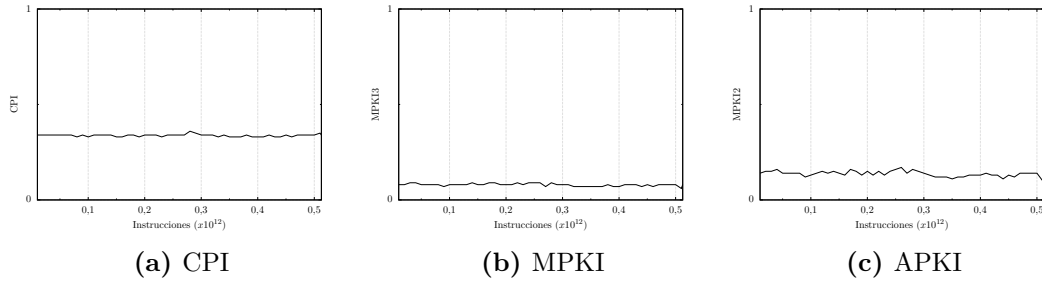 1
CPI
0
0,1 0,2 0,3 0,4 0,5
Instrucciones (x10^12)
(a) CPI
1
MPKI3
0
0,1 0,2 0,3 0,4 0,5
Instrucciones (x10^12)
(b) MPKI
1
MPKI2
0
0,1 0,2 0,3 0,4 0,5
Instrucciones (x10^12)
(c) APKI